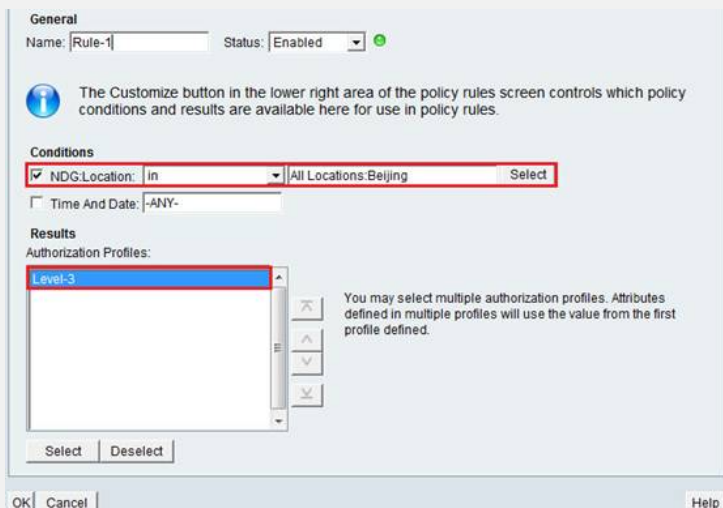 General
Name: Rule-1 Status: Enabled
The Customize button in the lower right area of the policy rules screen controls which policy
conditions and results are available here for use in policy rules.
Conditions
NDG:Location: in All Locations:Beijing Select
Time And Date: -ANY-
Results
Authorization Profiles:
Level-3
You may select multiple authorization profiles. Attributes
defined in multiple profiles will use the value from the first
profile defined.
Select Deselect
OK Cancel Help